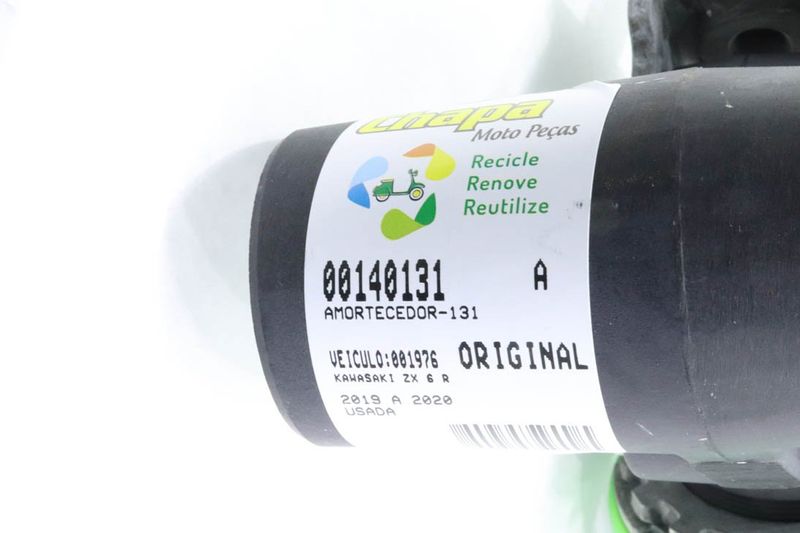 Chapa
Moto Peças
Recicle
Renove
Reutilize
00140131 A
AMORTECEDOR-131
VEICULO:001976 ORIGINAL
KAWASAKI ZX 6 R
2019 A 2020
USADA